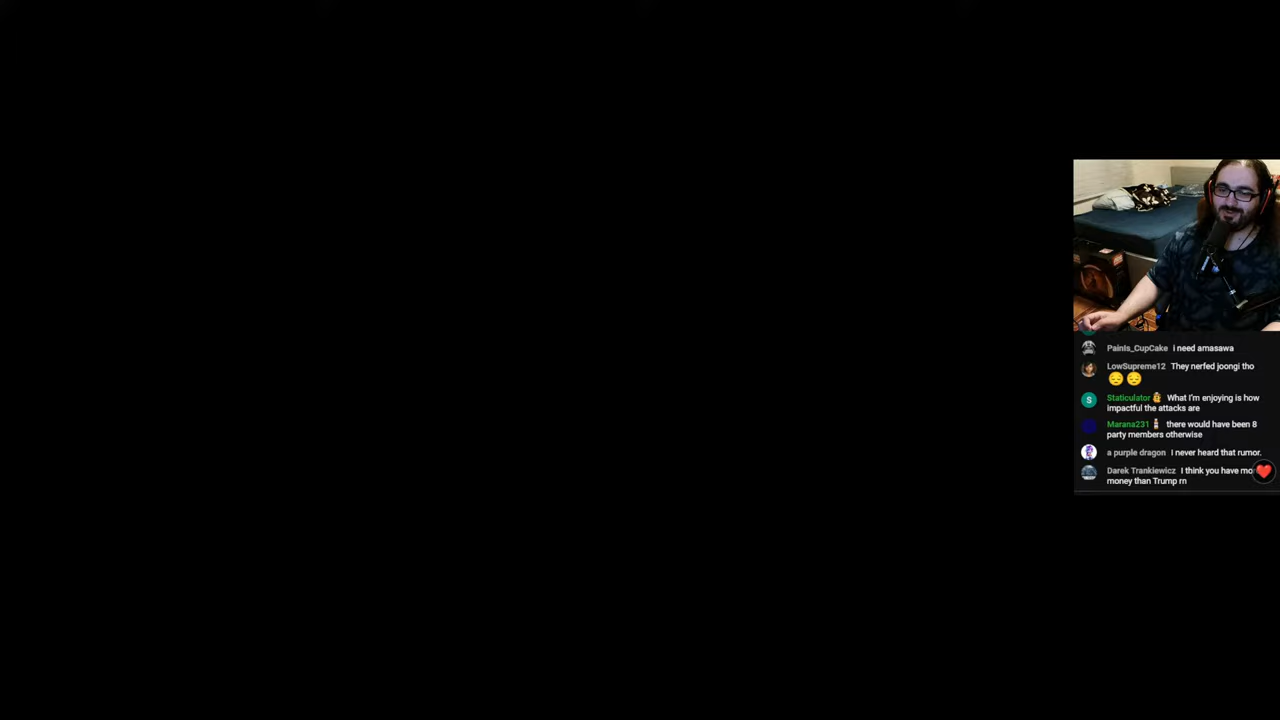 PainIs_CupCake i need amasawa
LowSupreme12 They nerfed joongi tho
😔😔
Staticulator What I'm enjoying is how
impactful the attacks are
Marana231 there would have been 8
party members otherwise
a purple dragon I never heard that rumor.
Darek Trankiewicz I think you have mo
money than Trump rn